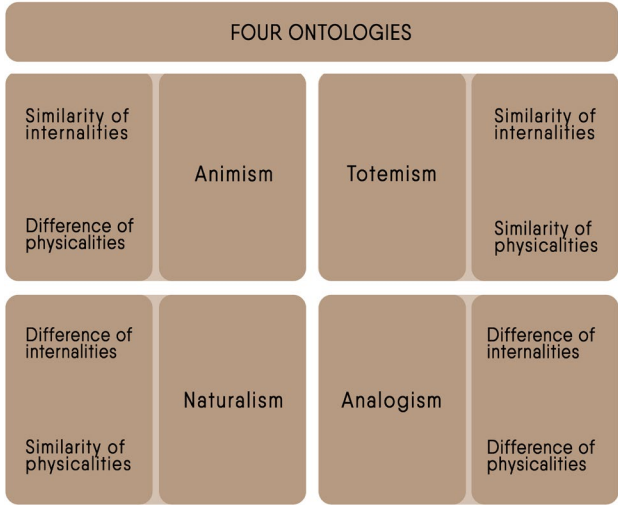 FOUR ONTOLOGIES
Similarity of
internalities
Difference of
physicalities
Animism
Totemism
Similarity of
internalities
Similarity of
physicalities
Difference of
internalities
Similarity of
physicalities
Naturalism
Analogism
Difference of
internalities
Difference of
physicalities